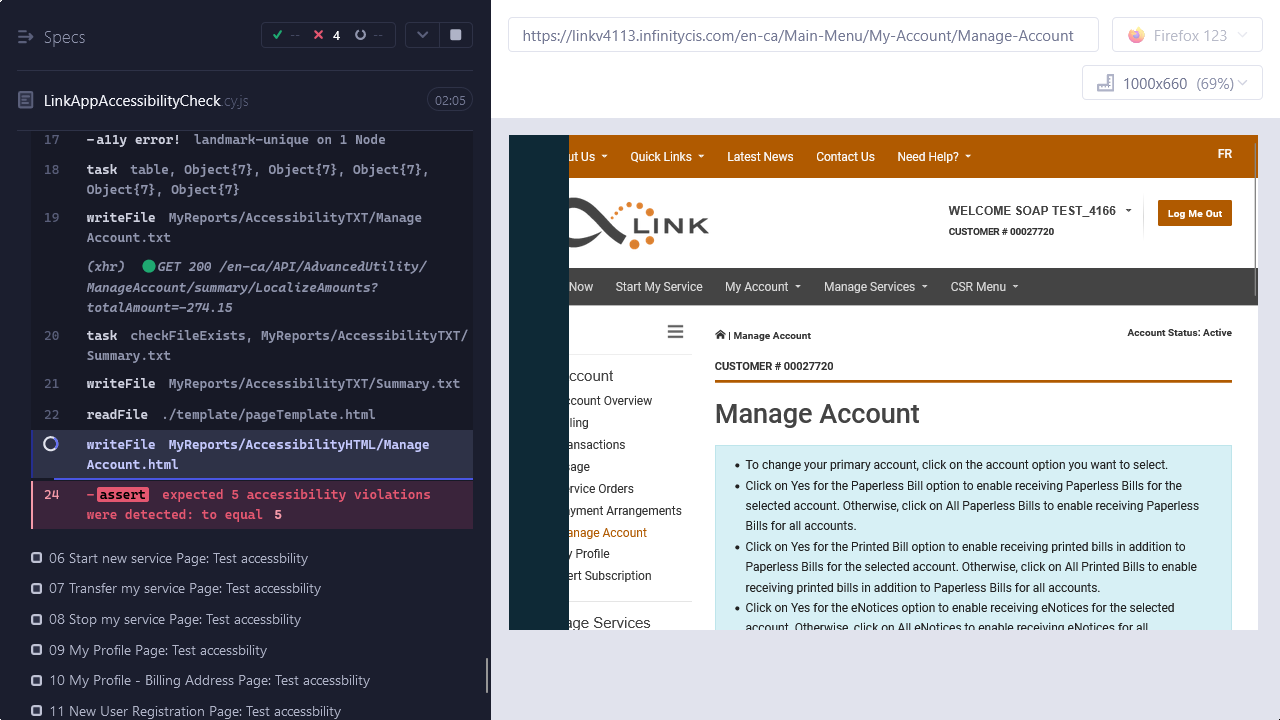 Specs
-- 4 --
LinkAppAccessibilityCheck.cy.js 02:05
17 -a11y error! landmark-unique on 1 Node
18 task table, Object{7}, Object{7}, Object{7},
Object{7}, Object{7}
19 writeFile MyReports/AccessibilityTXT/Manage
Account.txt
(xhr) GET 200 /en-ca/API/AdvancedUtility/
ManageAccount/summary/LocalizeAmounts?
totalAmount=-274.15
20 task checkFileExists, MyReports/AccessibilityTXT/
Summary.txt
21 writeFile MyReports/AccessibilityTXT/Summary.txt
22 readFile ./template/pageTemplate.html
writeFile MyReports/AccessibilityHTML/Manage
Account.html
24 -assert expected 5 accessibility violations
were detected: to equal 5
06 Start new service Page: Test accessbility
07 Transfer my service Page: Test accessbility
08 Stop my service Page: Test accessbility
09 My Profile Page: Test accessbility
10 My Profile - Billing Address Page: Test accessbility
11 New User Registration Page: Test accessbility
https://linkv4113.infinitycis.com/en-ca/Main-Menu/My-Account/Manage-Account
Firefox 123
1000x660 (69%)
ut Us Quick Links Latest News Contact Us Need Help? FR
LINK
WELCOME SOAP TEST_4166
CUSTOMER # 00027720
Log Me Out
Now Start My Service My Account Manage Services CSR Menu
ccount
ccount Overview
ling
ansactions
sage
ervice Orders
yment Arrangements
anage Account
y Profile
ert Subscription
age Services
| Manage Account
Account Status: Active
CUSTOMER # 00027720
Manage Account
• To change your primary account, click on the account option you want to select.
• Click on Yes for the Paperless Bill option to enable receiving Paperless Bills for the
selected account. Otherwise, click on All Paperless Bills to enable receiving Paperless
Bills for all accounts.
• Click on Yes for the Printed Bill option to enable receiving printed bills in addition to
Paperless Bills for the selected account. Otherwise, click on All Printed Bills to enable
receiving printed bills in addition to Paperless Bills for all accounts.
• Click on Yes for the eNotices option to enable receiving eNotices for the selected
account. Otherwise, click on All eNotices to enable receiving eNotices for all